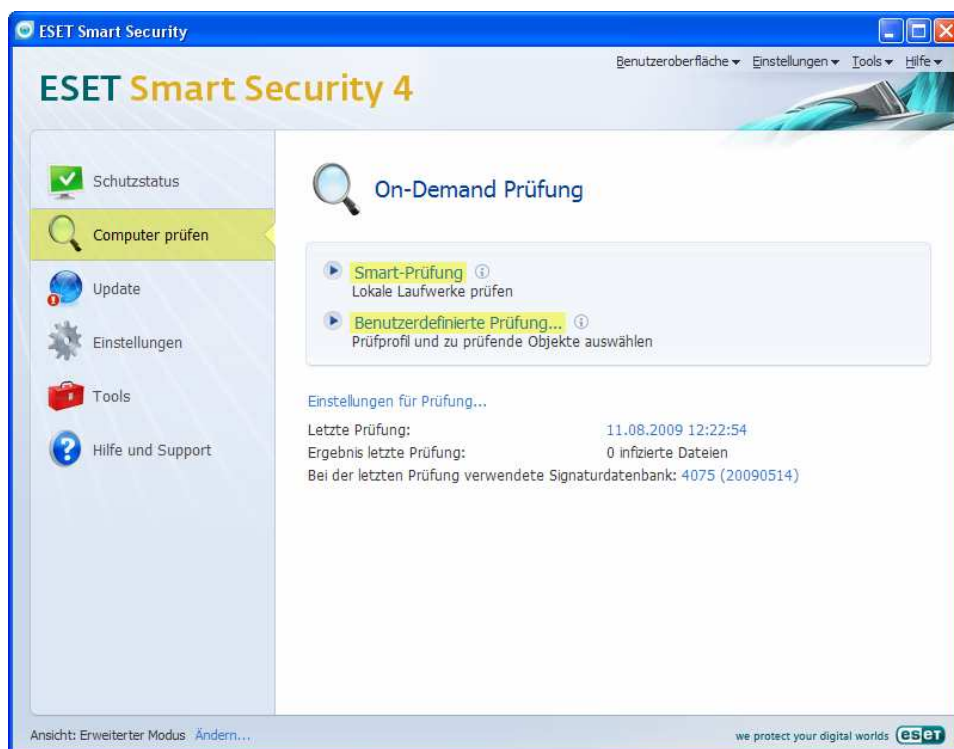 ESET Smart Security
Benutzeroberfläche Einstellungen Tools Hilfe
ESET Smart Security 4
Schutzstatus
Computer prüfen
Update
Einstellungen
Tools
Hilfe und Support
On-Demand Prüfung
Smart-Prüfung
Lokale Laufwerke prüfen
Benutzerdefinierte Prüfung...
Prüfprofil und zu prüfende Objekte auswählen
Einstellungen für Prüfung...
Letzte Prüfung: 11.08.2009 12:22:54
Ergebnis letzte Prüfung: 0 infizierte Dateien
Bei der letzten Prüfung verwendete Signaturdatenbank: 4075 (20090514)
Ansicht: Erweiterter Modus Ändern...
we protect your digital worlds eset